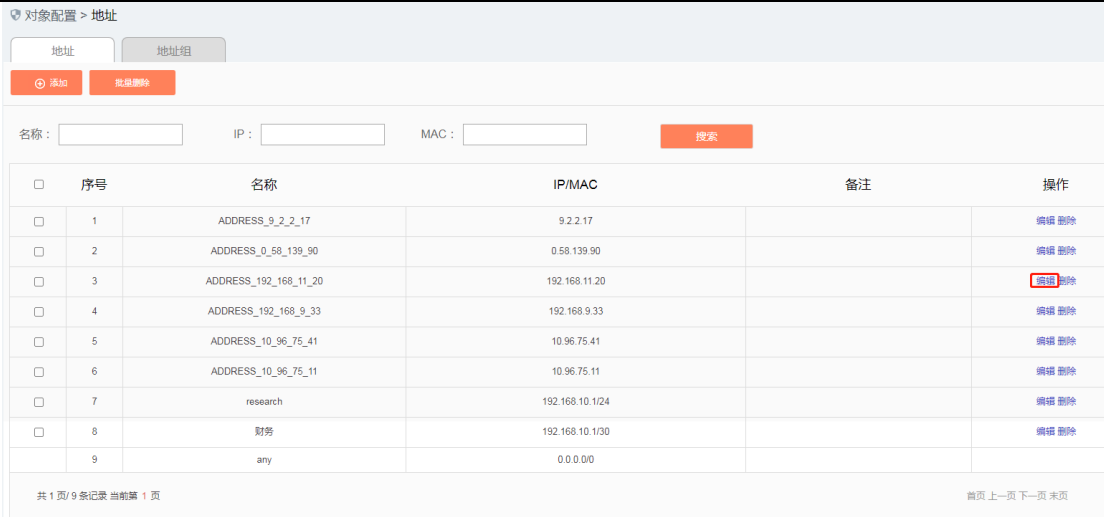 对象配置 > 地址
地址 地址组
添加 批量删除
名称： IP： MAC： 搜索
序号 名称 IP/MAC 备注 操作
1 ADDRESS_9_2_2_17 9.2.2.17 编辑 删除
2 ADDRESS_0_58_139_90 0.58.139.90 编辑 删除
3 ADDRESS_192_168_11_20 192.168.11.20 编辑 删除
4 ADDRESS_192_168_9_33 192.168.9.33 编辑 删除
5 ADDRESS_10_96_75_41 10.96.75.41 编辑 删除
6 ADDRESS_10_96_75_11 10.96.75.11 编辑 删除
7 research 192.168.10.1/24 编辑 删除
8 财务 192.168.10.1/30 编辑 删除
9 any 0.0.0.0/0
共 1 页/ 9 条记录 当前第 1 页 首页 上一页 下一页 末页